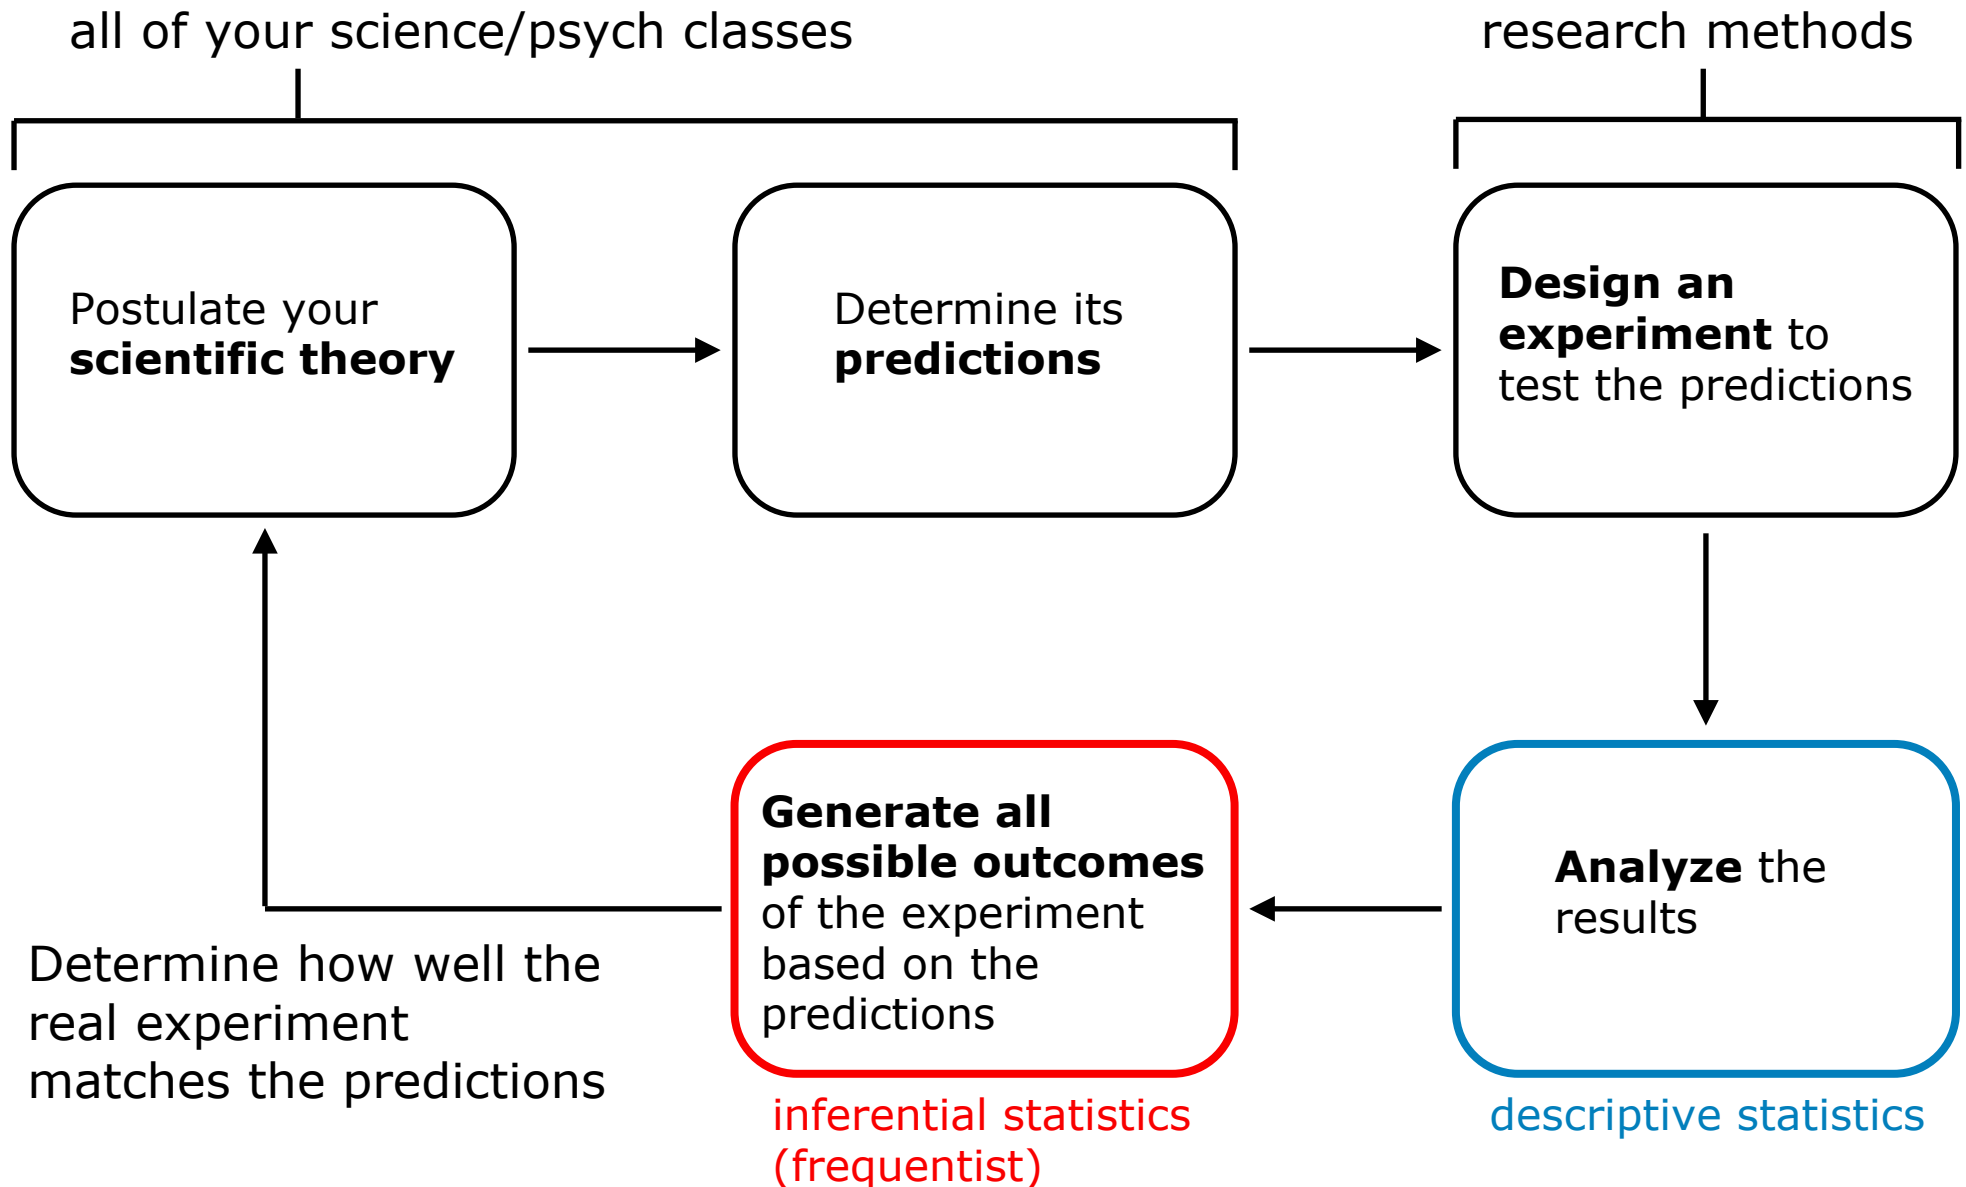 all of your science/psych classes
research methods
Postulate your
scientific theory
Determine its
predictions
Design an
experiment to
test the predictions
Generate all
possible outcomes
of the experiment
based on the
predictions
Analyze the
results
Determine how well the
real experiment
matches the predictions
inferential statistics
(frequentist)
descriptive statistics